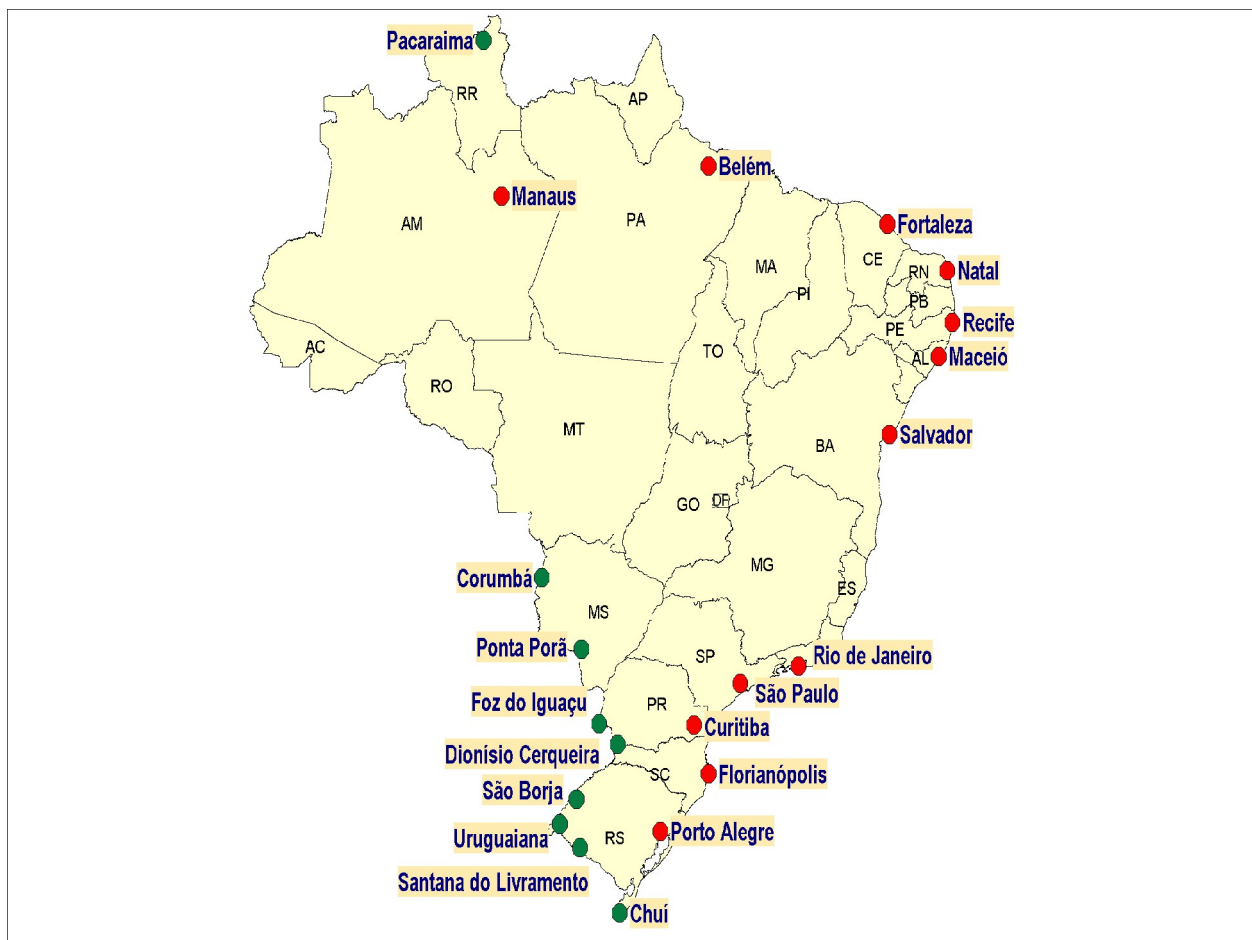 Pacaraima
RR
AP
Belém
Manaus
AM
PA
Fortaleza
CE
MA
RN
Natal
PI
PB
Recife
PE
AC
TO
AL
Maceió
RO
MT
Salvador
BA
GO
DF
MG
Corumbá
ES
MS
Ponta Porã
SP
Rio de Janeiro
São Paulo
Foz do Iguaçu
PR
Curitiba
Dionísio Cerqueira
SC
Florianópolis
São Borja
Uruguaiana
RS
Porto Alegre
Santana do Livramento
Chuí